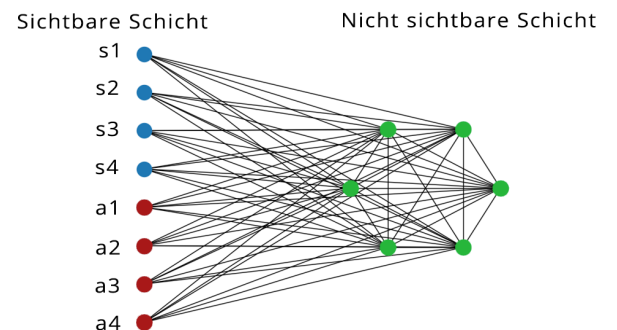 Sichtbare Schicht
Nicht sichtbare Schicht
s1
s2
s3
s4
a1
a2
a3
a4